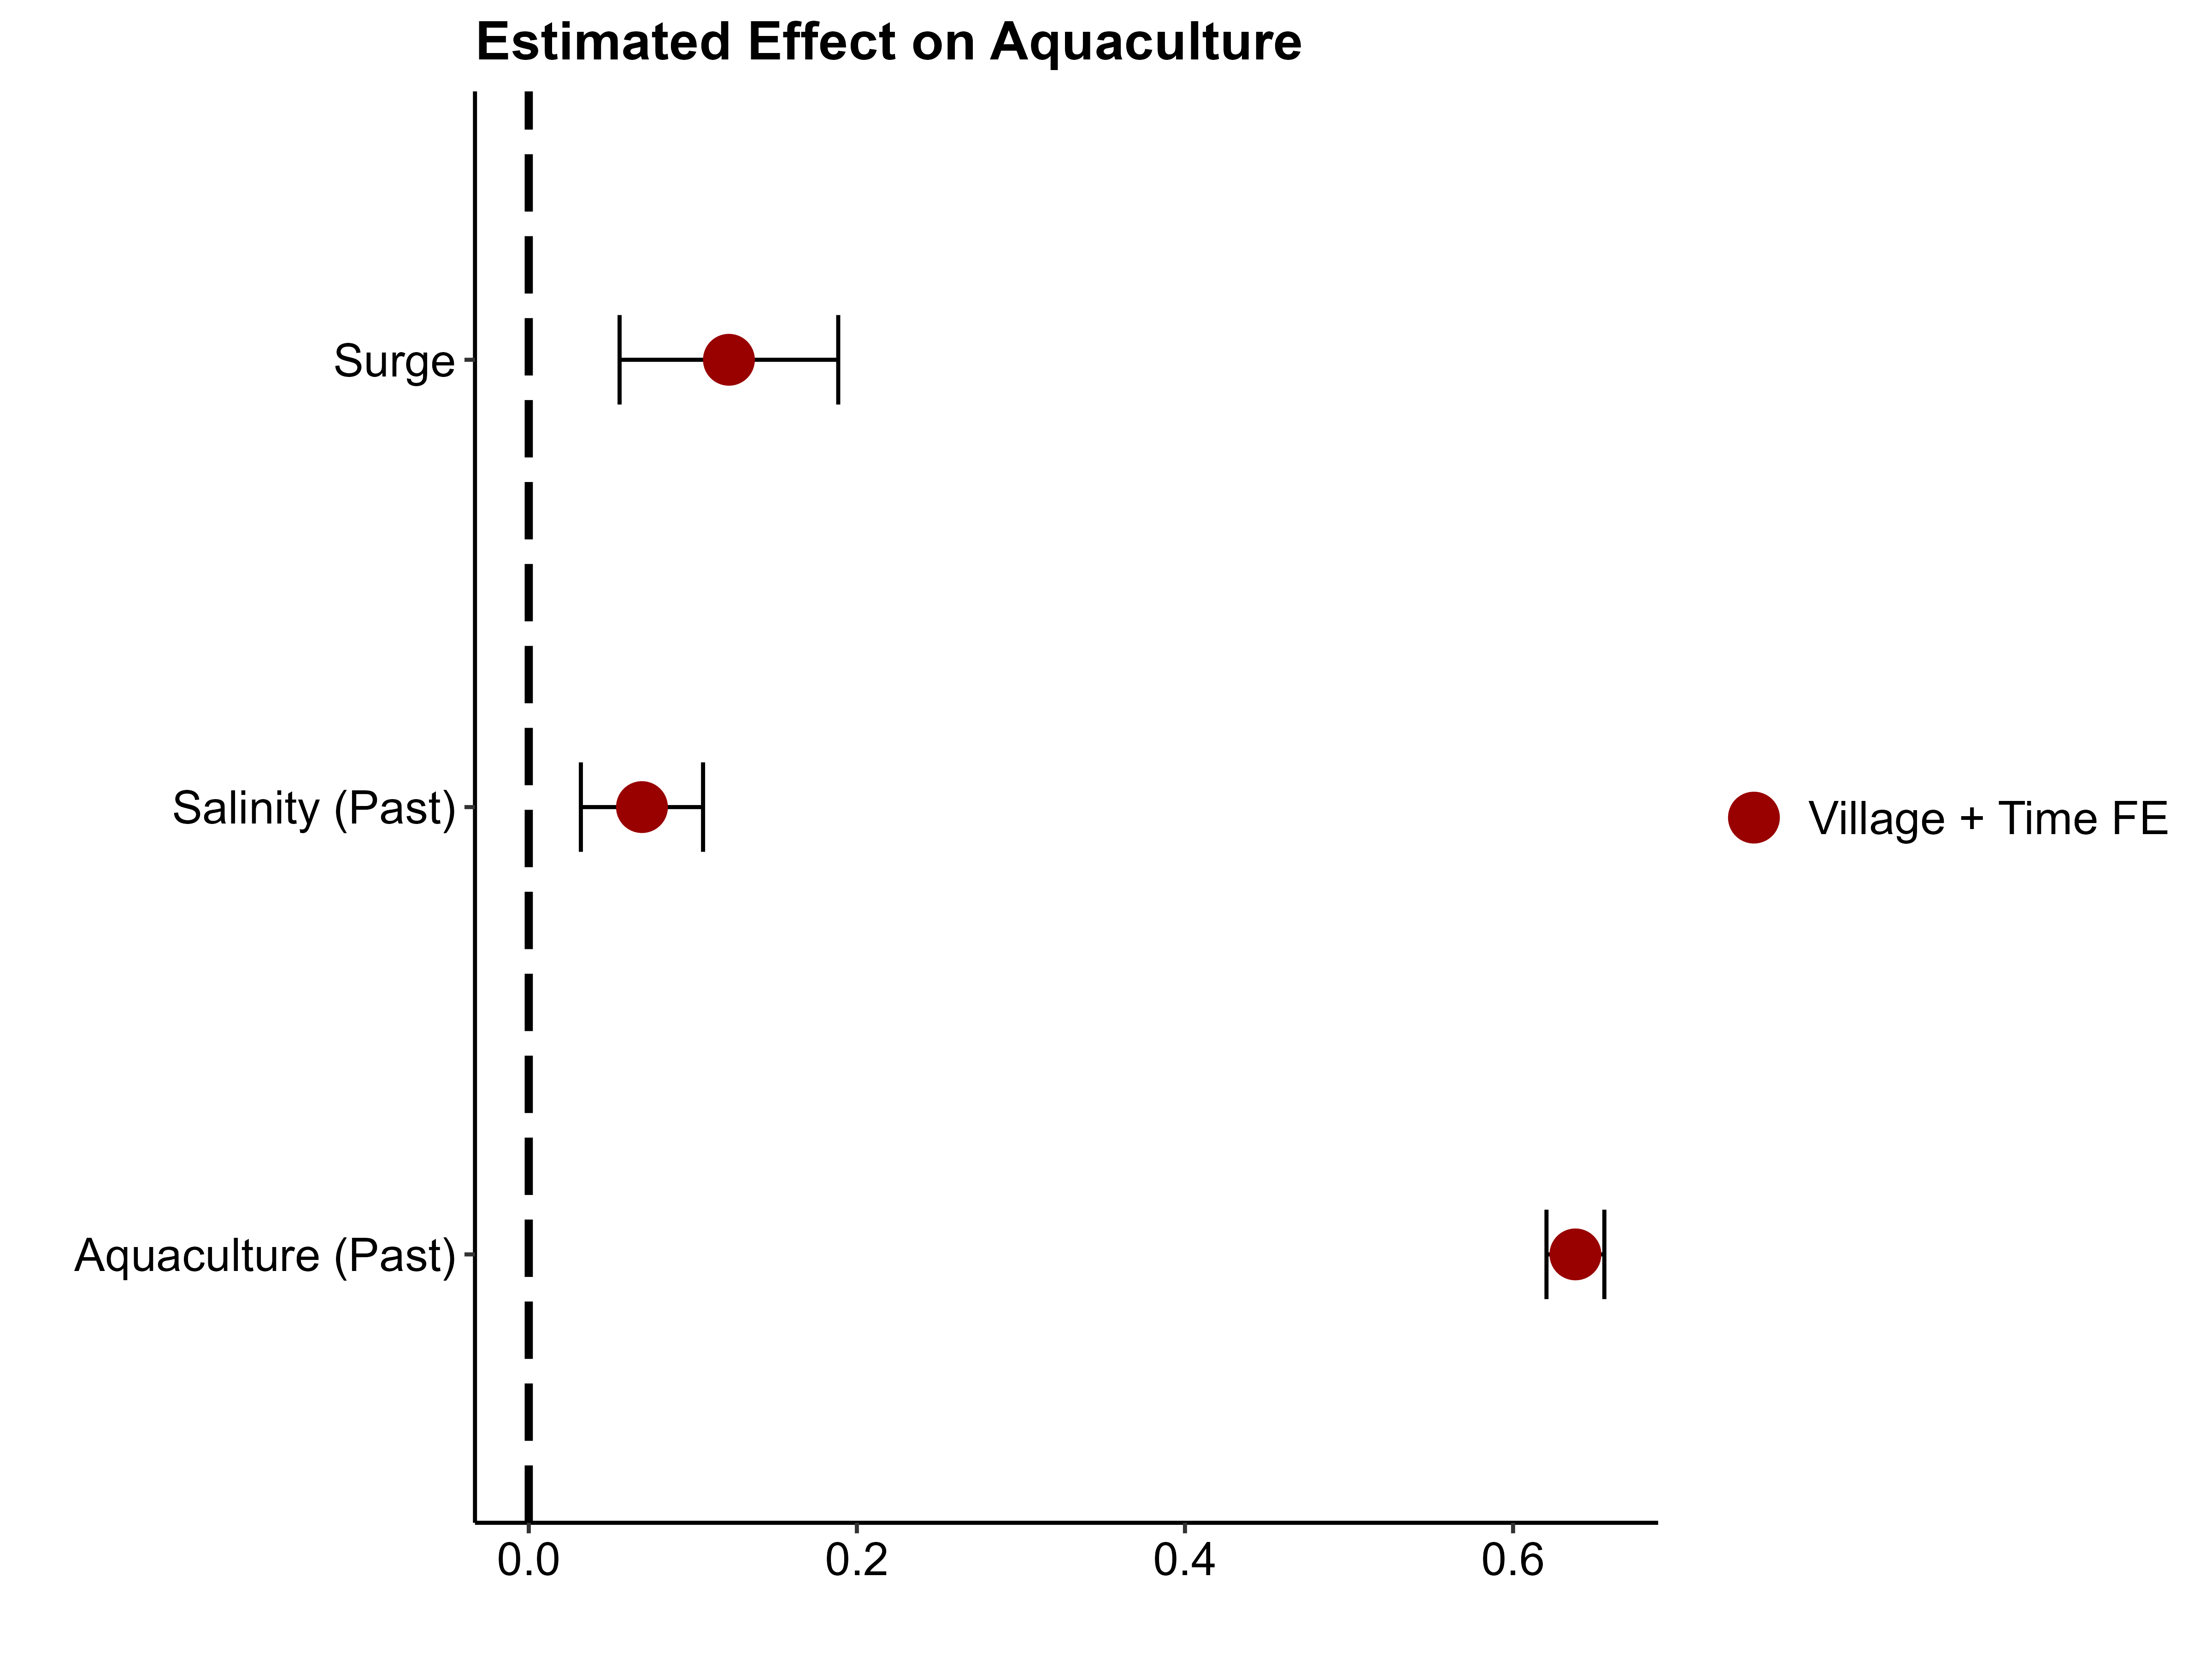 Estimated Effect on Aquaculture
Surge
Salinity (Past)
Aquaculture (Past)
Village + Time FE
0.0 0.2 0.4 0.6